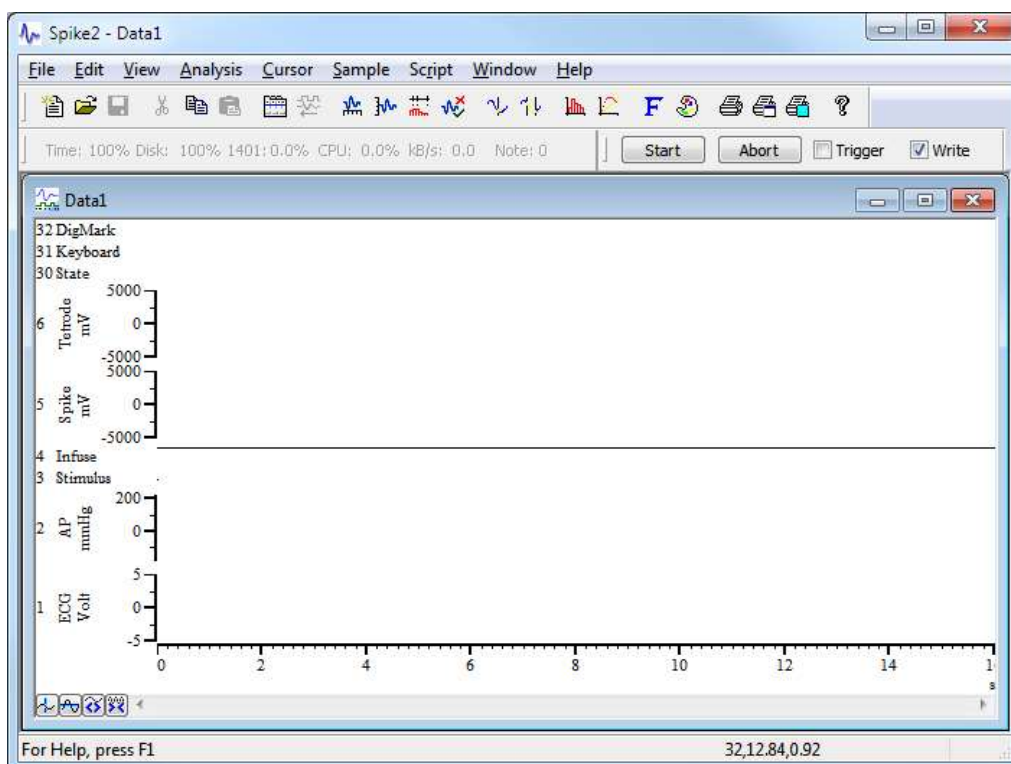 Spike2 - Data1
File Edit View Analysis Cursor Sample Script Window Help
F ?
Time: 100% Disk: 100% 1401: 0.0% CPU: 0.0% kB/s: 0.0 Note: 0 Start Abort Trigger Write
Data1
32 DigMark
31 Keyboard
30 State
5000
6 Tetrode mV 0
-5000
5000
5 Spike mV 0
-5000
4 Infuse
3 Stimulus
200
2 AP mmHg 0
5
1 ECG Volt 0
-5
0 2 4 6 8 10 12 14 1
s
For Help, press F1 32,12.84,0.92